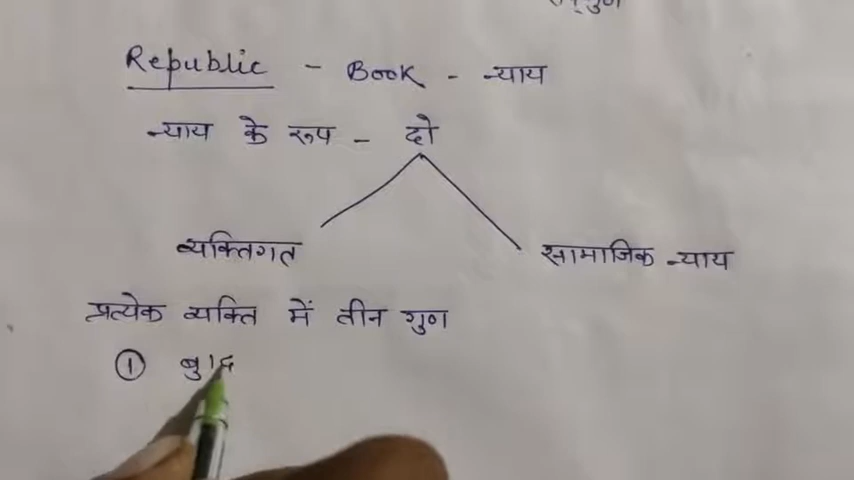 Republic - Book - न्याय
न्याय के रूप - दो
व्यक्तिगत सामाजिक न्याय
प्रत्येक व्यक्ति में तीन गुण
①